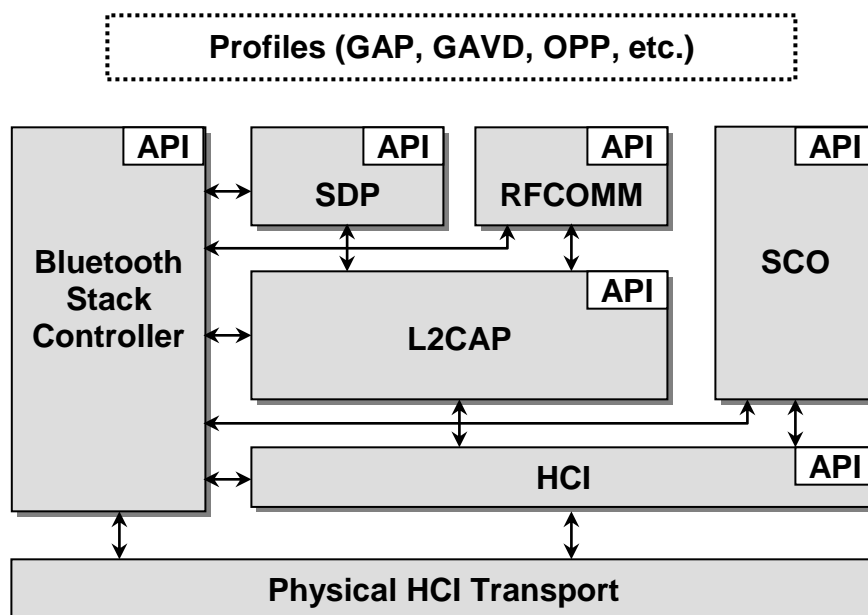 Profiles (GAP, GAVD, OPP, etc.)
API
API
API
API
SDP
RFCOMM
Bluetooth
Stack
Controller
SCO
API
L2CAP
API
HCI
Physical HCI Transport